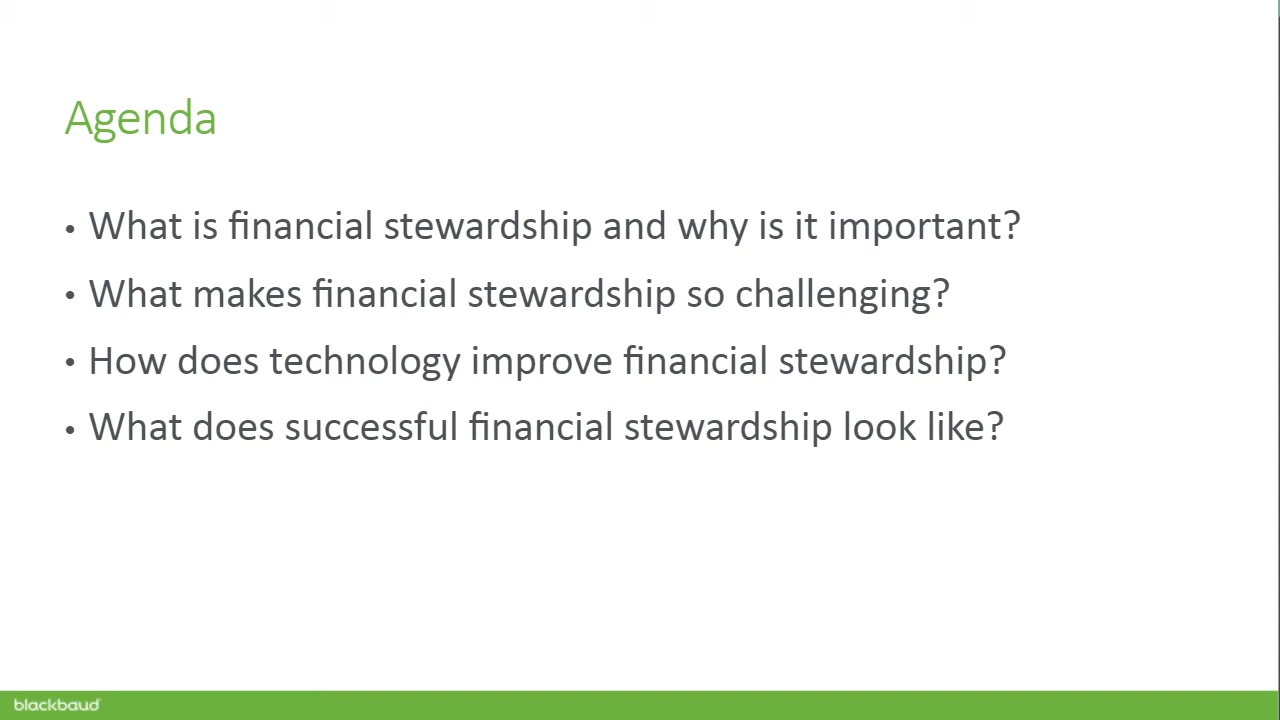 Agenda
• What is financial stewardship and why is it important?
• What makes financial stewardship so challenging?
• How does technology improve financial stewardship?
• What does successful financial stewardship look like?
blackbaud